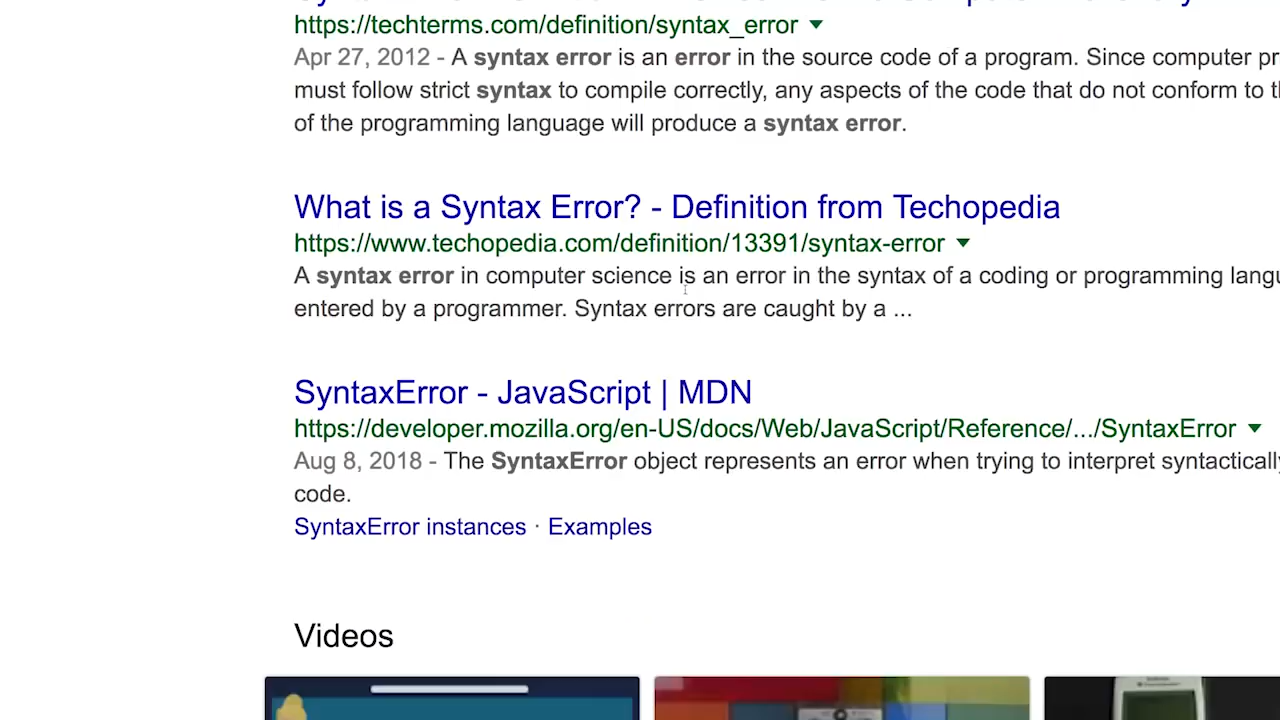 https://techterms.com/definition/syntax_error
Apr 27, 2012 - A syntax error is an error in the source code of a program. Since computer
must follow strict syntax to compile correctly, any aspects of the code that do not conform to
of the programming language will produce a syntax error.
What is a Syntax Error? - Definition from Techopedia
https://www.techopedia.com/definition/13391/syntax-error
A syntax error in computer science is an error in the syntax of a coding or programming
entered by a programmer. Syntax errors are caught by a ...
SyntaxError - JavaScript | MDN
https://developer.mozilla.org/en-US/docs/Web/JavaScript/Reference/.../SyntaxError
Aug 8, 2018 - The SyntaxError object represents an error when trying to interpret syntactically
code.
SyntaxError instances · Examples
Videos